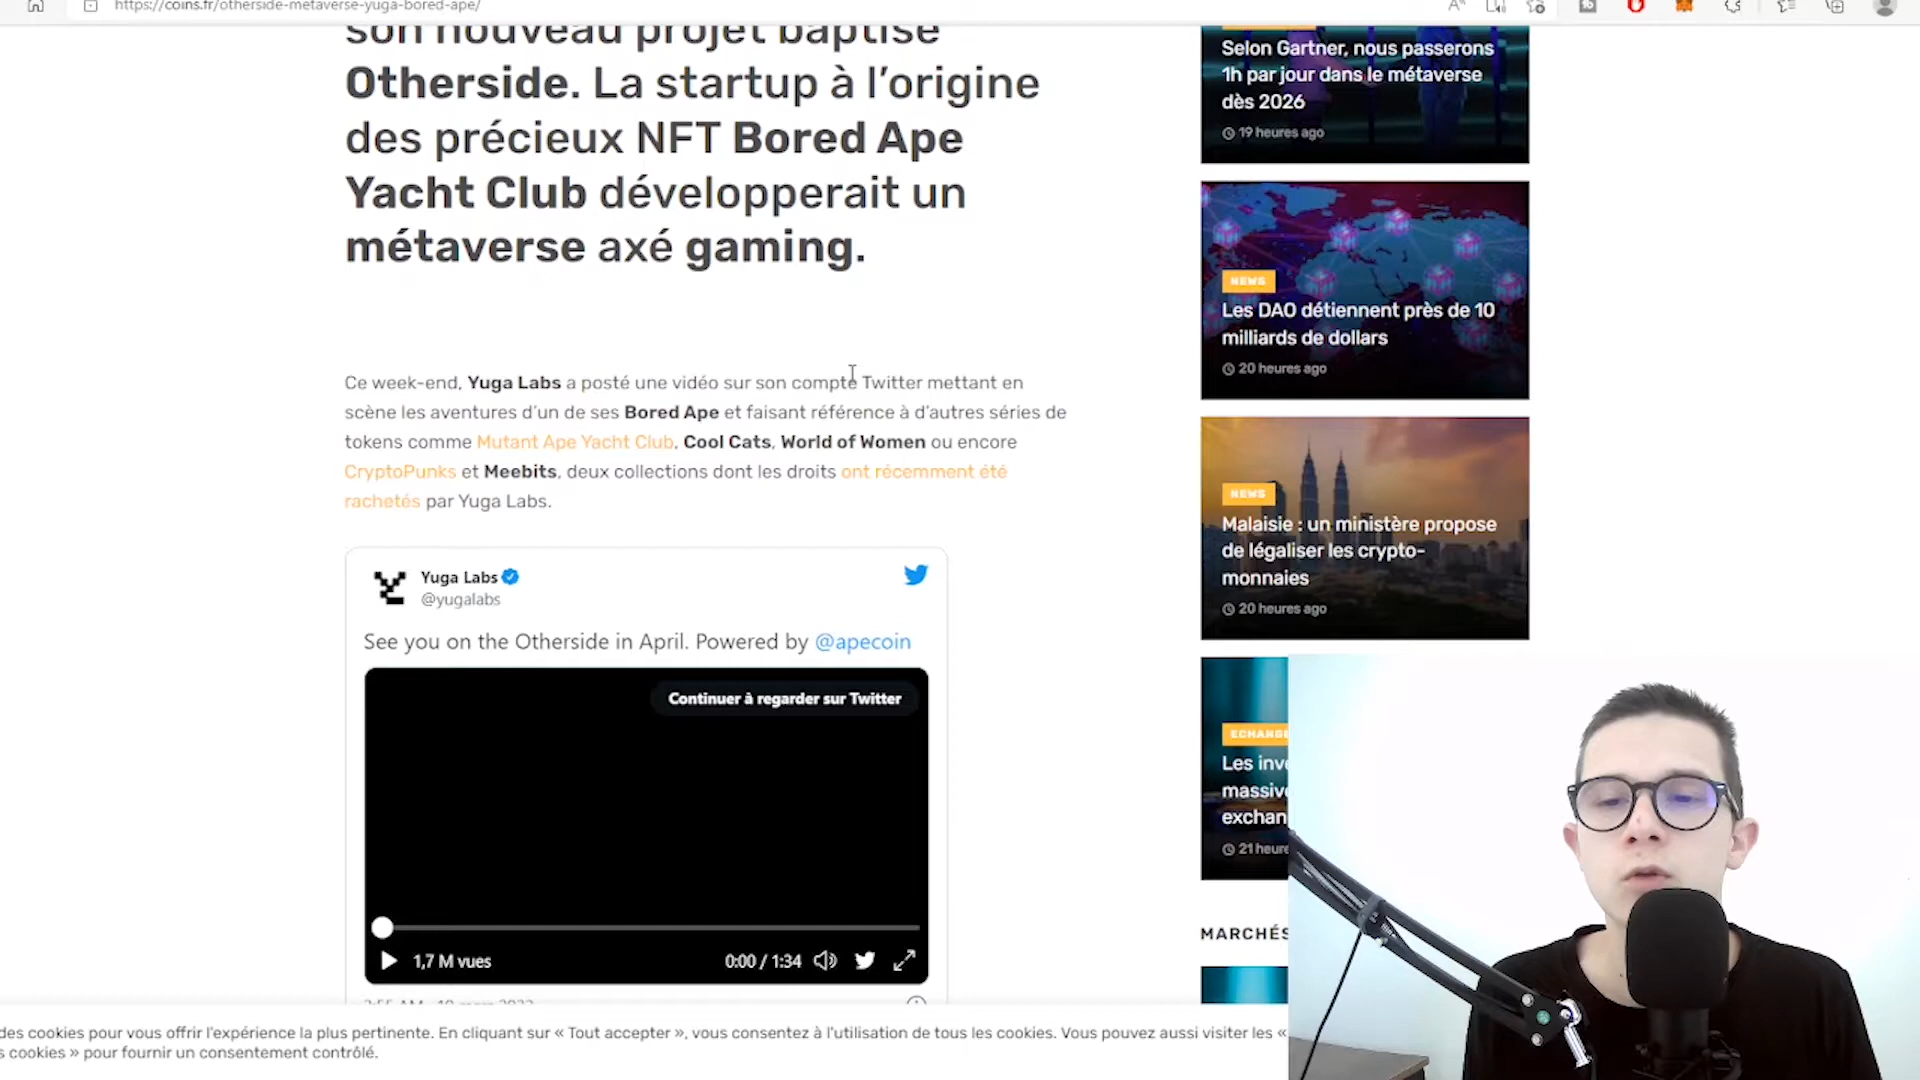 https://coins.fr/otherside-metaverse-yuga-bored-ape/
son nouveau projet baptisé
Otherside. La startup à l’origine
des précieux NFT Bored Ape
Yacht Club développerait un
métaverse axé gaming.
Ce week-end, Yuga Labs a posté une vidéo sur son compte Twitter mettant en
scène les aventures d’un de ses Bored Ape et faisant référence à d’autres séries de
tokens comme Mutant Ape Yacht Club, Cool Cats, World of Women ou encore
CryptoPunks et Meebits, deux collections dont les droits ont récemment été
rachetés par Yuga Labs.
Yuga Labs
@yugalabs
See you on the Otherside in April. Powered by @apecoin
Continuer à regarder sur Twitter
1,7 M vues
0:00 / 1:34
Selon Gartner, nous passerons
1h par jour dans le métaverse
dès 2026
19 heures ago
NEWS
Les DAO détiennent près de 10
milliards de dollars
20 heures ago
NEWS
Malaisie : un ministère propose
de légaliser les crypto-
monnaies
20 heures ago
ECHANGE
Les inve
massive
exchan
21 heure
MARCHÉS
des cookies pour vous offrir l'expérience la plus pertinente. En cliquant sur « Tout accepter », vous consentez à l'utilisation de tous les cookies. Vous pouvez aussi visiter les «
s cookies » pour fournir un consentement contrôlé.